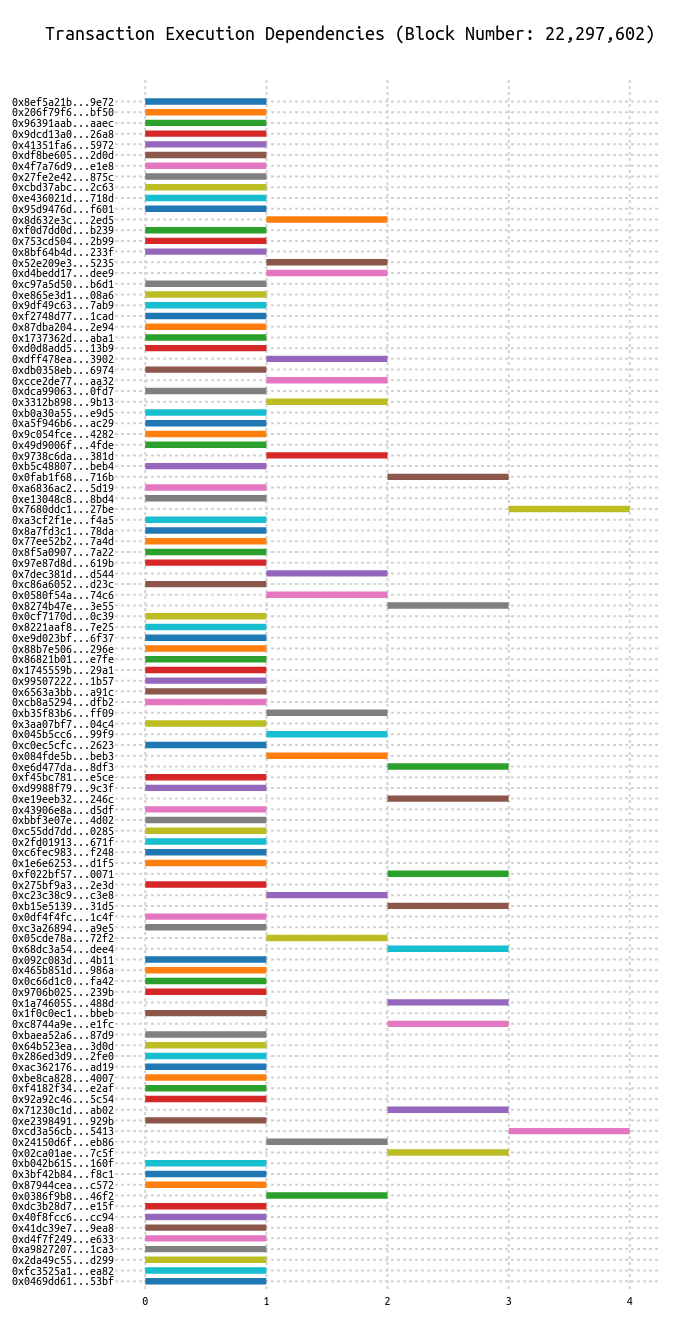 Transaction Execution Dependencies (Block Number: 22,297,602)
0x8ef5a21b...9e72
0x206f79f6...bf50
0x96391aab...aaec
0x9dcd13a0...26a8
0x41351fa6...5972
0xdf8be605...2d0d
0x4f7a76d9...e1e8
0x27fe2e42...875c
0xcbd37abc...2c63
0xe436021d...718d
0x95d9476d...f601
0x8d632e3c...2ed5
0xf0d7dd0d...b239
0x753cd504...2b99
0x8bf64b4d...233f
0x52e209e3...5235
0xd4bedd17...dee9
0xc97a5d50...b6d1
0xe865e3d1...08a6
0x9df49c63...7ab9
0xf2748d77...1cad
0x87dba204...2e94
0x1737362d...aba1
0xd0d8add5...13b9
0xdff478ea...3902
0xdb0358eb...6974
0xcce2de77...aa32
0xdca99063...0fd7
0x3312b898...9b13
0xb0a30a55...e9d5
0xa5f946b6...ac29
0x9c054fce...4282
0x49d9006f...4fde
0x9738c6da...381d
0xb5c48807...beb4
0x0fab1f68...716b
0xa6836ac2...5d19
0xe13048c8...8bd4
0x7680ddc1...27be
0xa3cf2f1e...f4a5
0x8a7fd3c1...78da
0x77ee52b2...7a4d
0x8f5a0907...7a22
0x97e87d8d...619b
0x7dec381d...d544
0xc86a6052...d23c
0x0580f54a...74c6
0x8274b47e...3e55
0x0cf7170d...0c39
0x8221aaf8...7e25
0xe9d023bf...6f37
0x88b7e506...296e
0x86821b01...e7fe
0x1745559b...29a1
0x99507222...1b57
0x6563a3bb...a91c
0xcb8a5294...dfb2
0xb35f83b6...ff09
0x3aa07bf7...04c4
0x045b5cc6...99f9
0xc0ec5cfc...2623
0x084fde5b...beb3
0xe6d477da...8df3
0xf45bc781...e5ce
0xd9988f79...9c3f
0xe19eeb32...246c
0x43906e8a...d5df
0xbbf3e07e...4d02
0xc55dd7dd...0285
0x2fd01913...671f
0xc6fec983...f248
0x1e6e6253...d1f5
0xf022bf57...0071
0x275bf9a3...2e3d
0xc23c38c9...c3e8
0xb15e5139...31d5
0x0df4f4fc...1c4f
0xc3a26894...a9e5
0x05cde78a...72f2
0x68dc3a54...dee4
0x092c083d...4b11
0x465b851d...986a
0x0c66d1c0...fa42
0x9706b025...239b
0x1a746055...488d
0x1f0c0ec1...bbeb
0xc8744a9e...e1fc
0xbaea52a6...87d9
0x64b523ea...3d0d
0x286ed3d9...2fe0
0xac362176...ad19
0xbe8ca828...4007
0xf4182f34...e2af
0x92a92c46...5c54
0x71230c1d...ab02
0xe2398491...929b
0xcd3a56cb...5413
0x24150d6f...eb86
0x02ca01ae...7c5f
0xb042b615...160f
0x3bf42b84...f8c1
0x87944cea...c572
0x0386f9b8...46f2
0xdc3b28d7...e15f
0x40f8fcc6...cc94
0x41dc39e7...9ea8
0xd4f7f249...e633
0xa9827207...1ca3
0x2da49c55...d299
0xfc3525a1...ea82
0x0469dd61...53bf
0 1 2 3 4